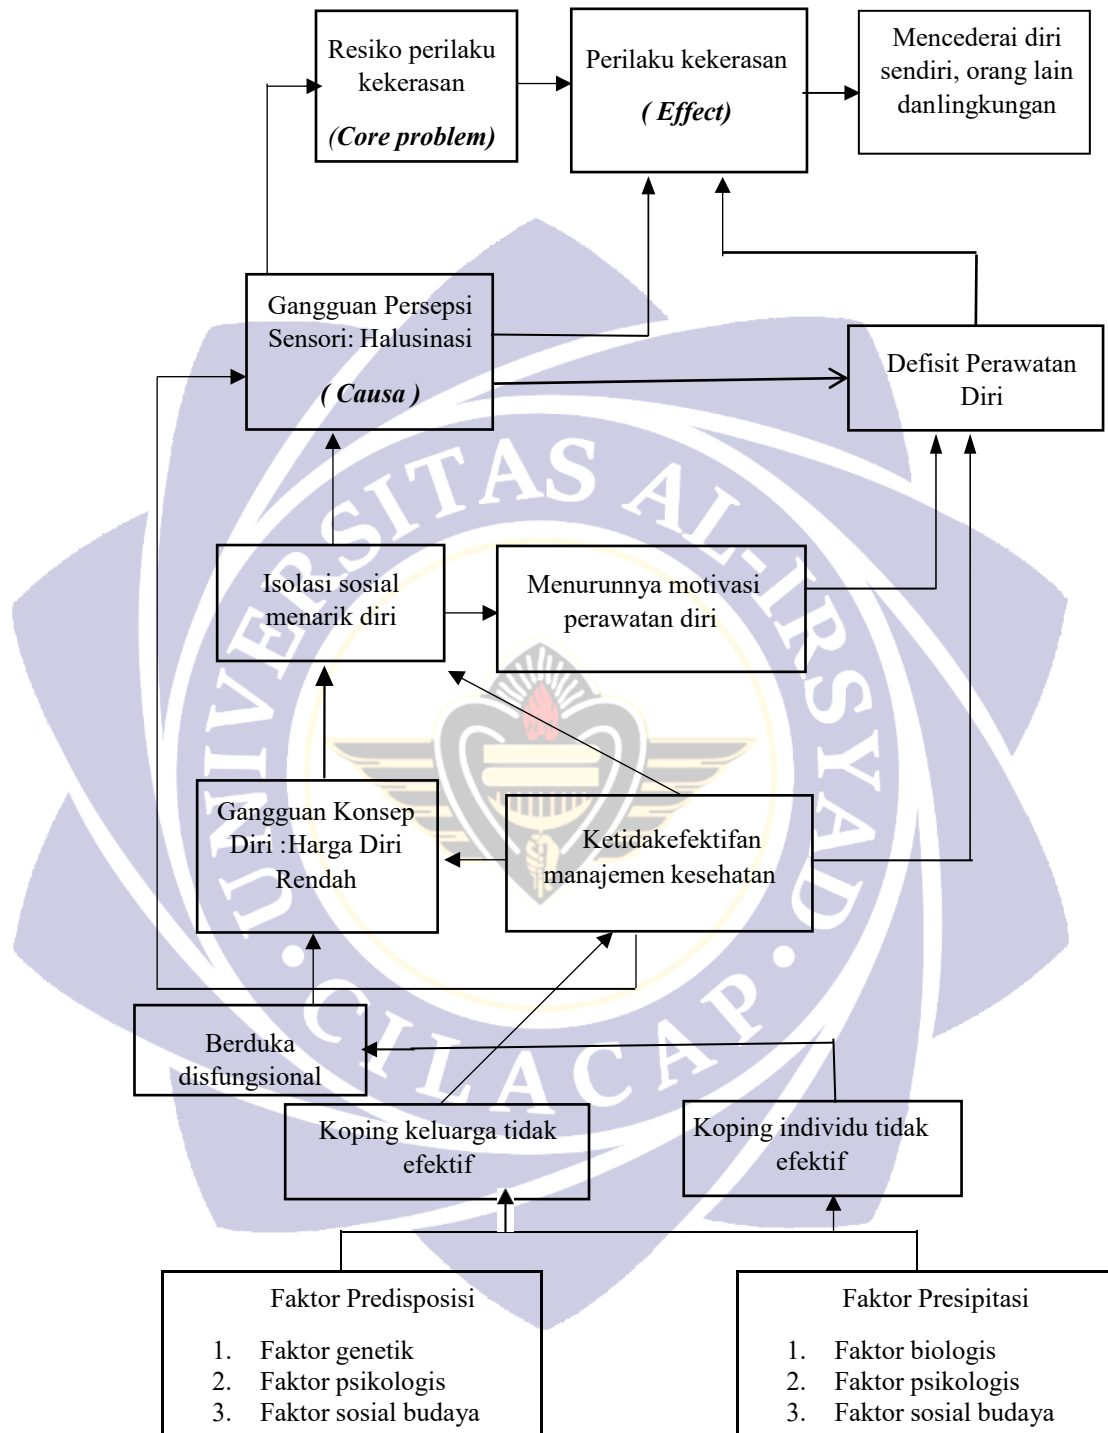 Resiko perilaku
kekerasan
(Core problem)
Perilaku kekerasan
( Effect)
Mencederai diri
sendiri, orang lain
danlingkungan
Gangguan Persepsi
Sensori: Halusinasi
( Causa )
Defisit Perawatan
Diri
Isolasi sosial
menarik diri
Menurunnya motivasi
perawatan diri
Gangguan Konsep
Diri :Harga Diri
Rendah
Ketidakefektifan
manajemen kesehatan
Berduka
disfungsional
Koping keluarga tidak
efektif
Koping individu tidak
efektif
Faktor Predisposisi
1. Faktor genetik
2. Faktor psikologis
3. Faktor sosial budaya
Faktor Presipitasi
1. Faktor biologis
2. Faktor psikologis
3. Faktor sosial budaya
UNIVERSITAS AL-IRSYAD
• CILACAP •